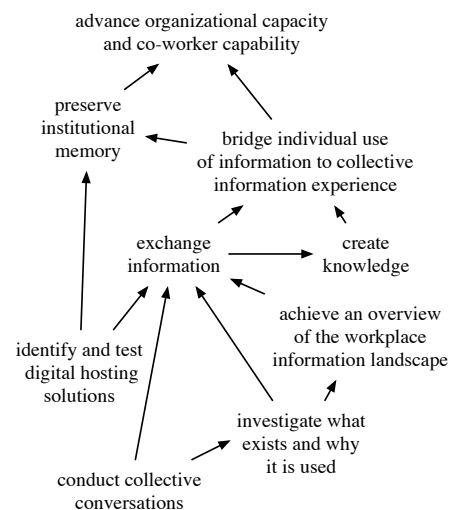 advance organizational capacity
and co-worker capability
preserve
institutional
memory
bridge individual use
of information to collective
information experience
exchange
information
create
knowledge
achieve an overview
of the workplace
information landscape
identify and test
digital hosting
solutions
investigate what
exists and why
it is used
conduct collective
conversations